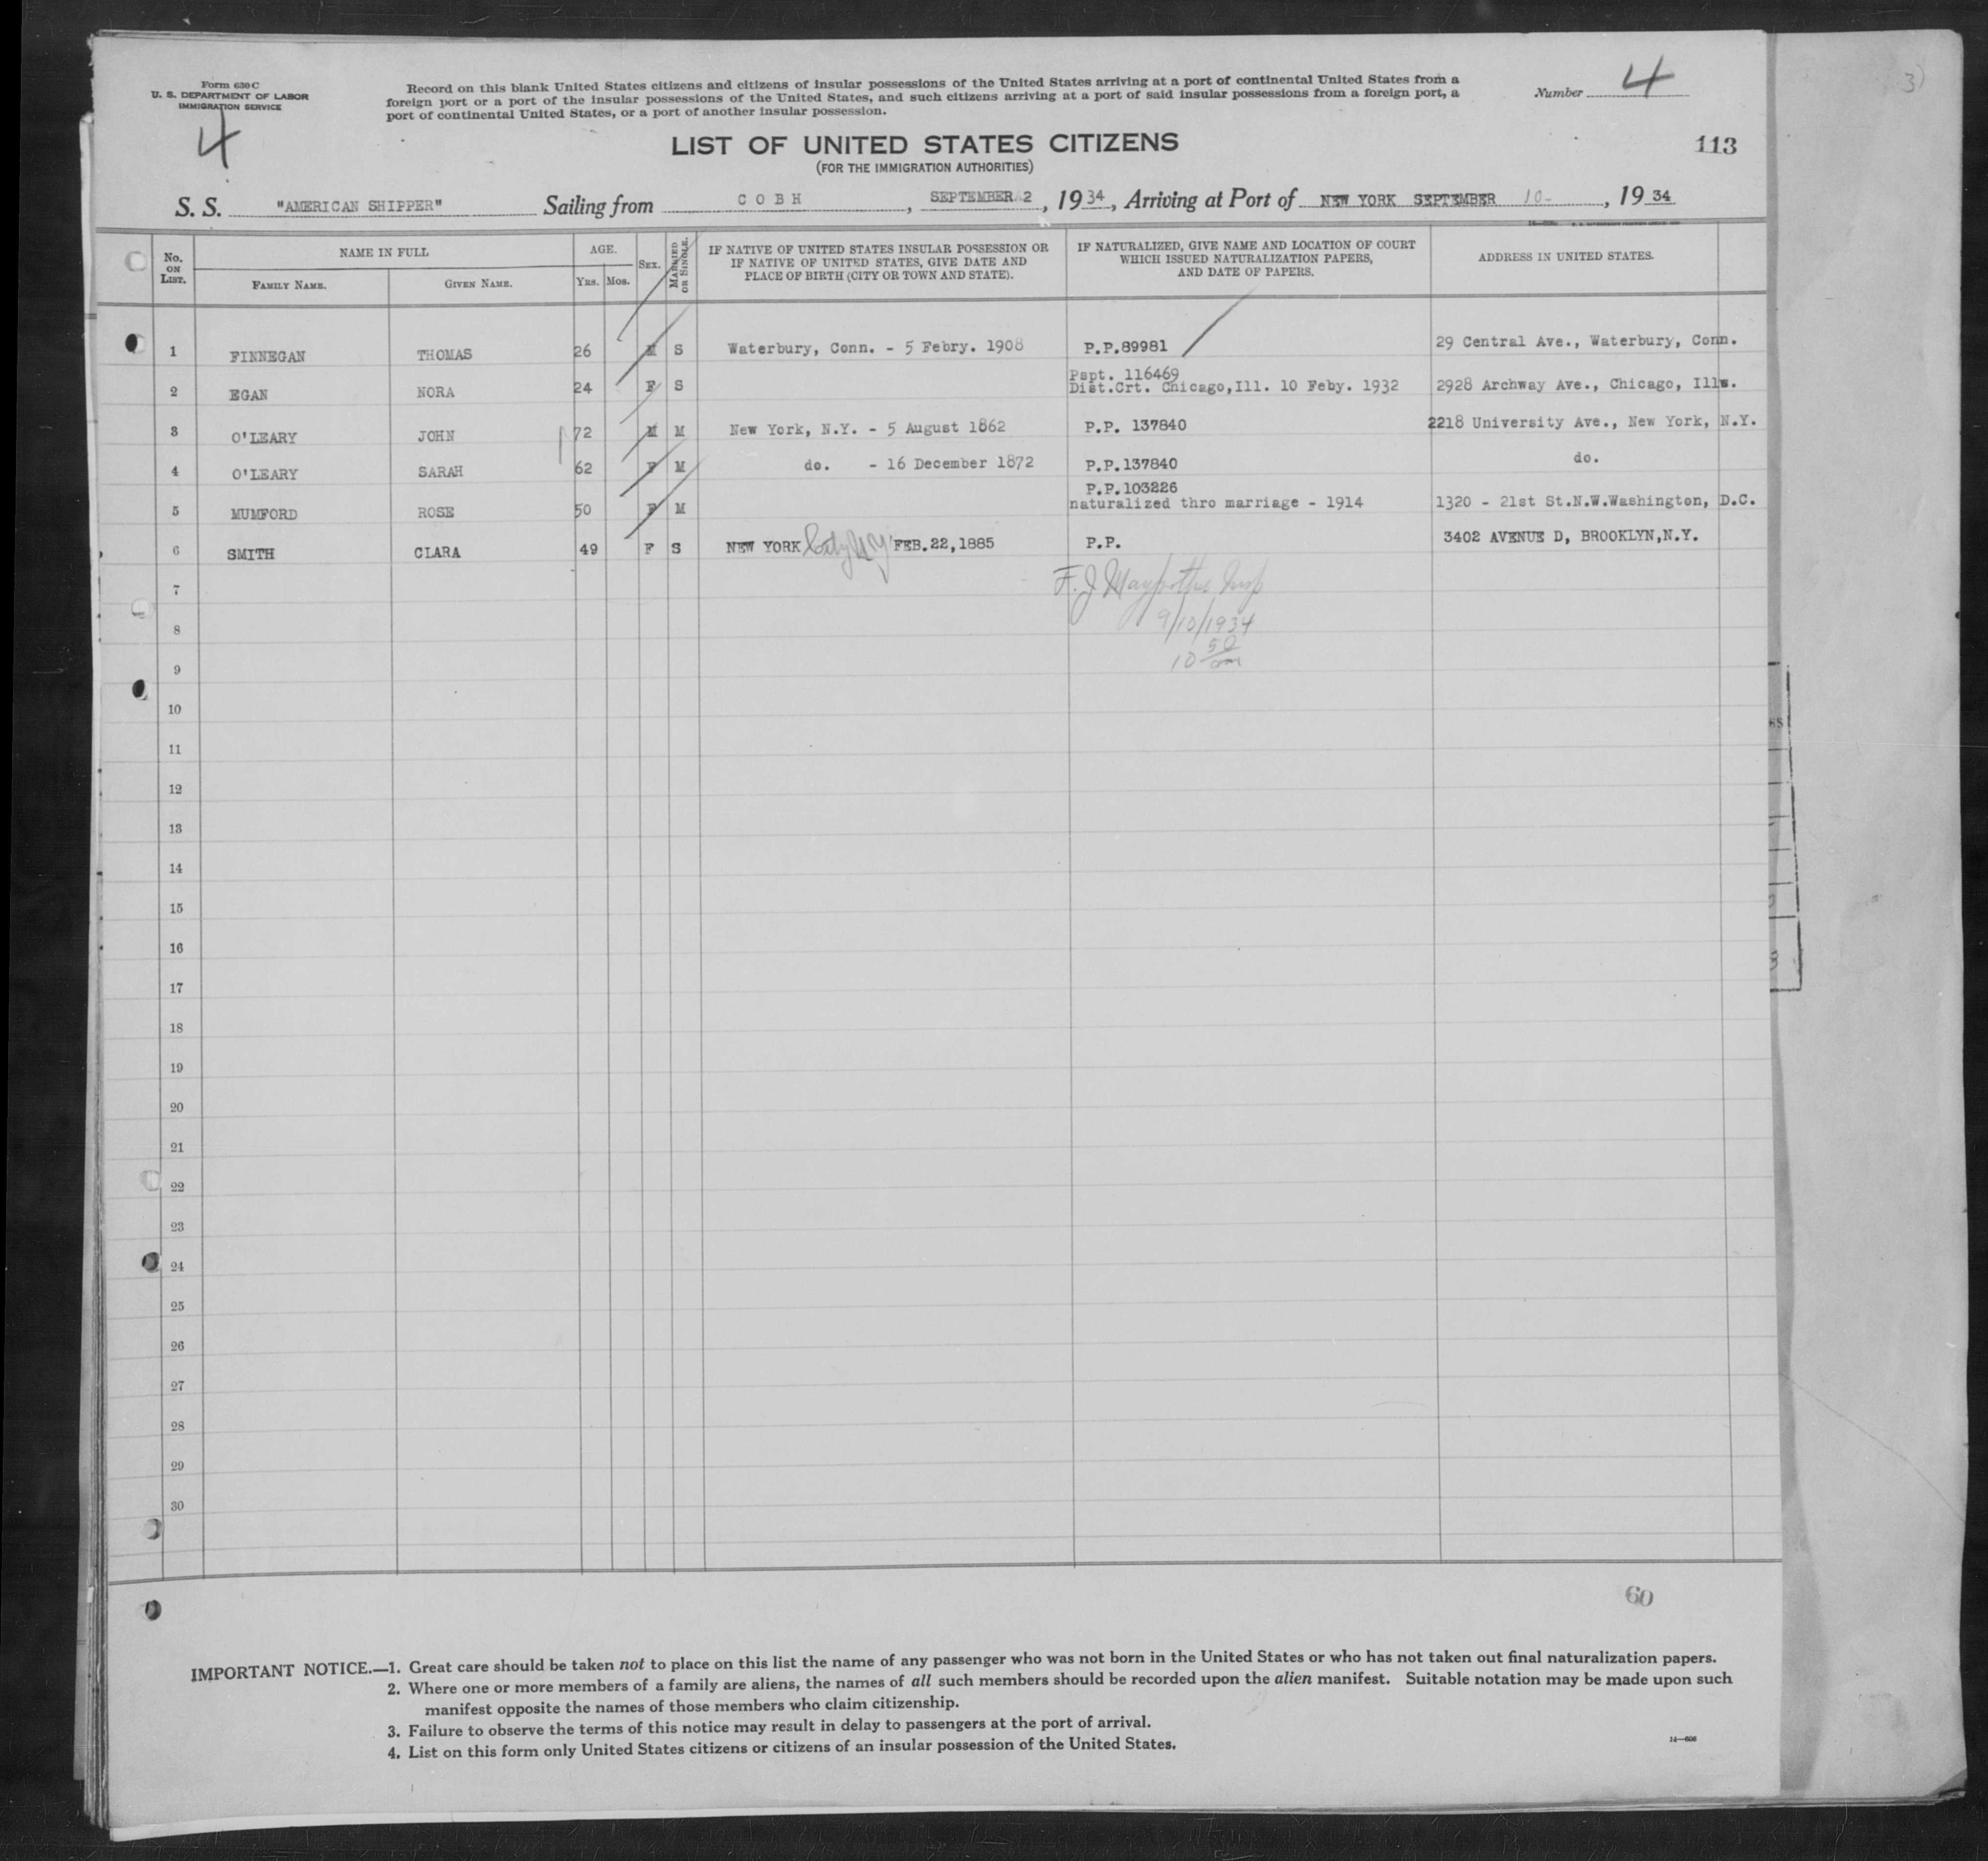 Form 630 C
U. S. DEPARTMENT OF LABOR
IMMIGRATION SERVICE
4
Record on this blank United States citizens and citizens of insular possessions of the United States arriving at a port of continental United States from a
foreign port or a port of the insular possessions of the United States, and such citizens arriving at a port of said insular possessions from a foreign port, a
port of continental United States, or a port of another insular possession.
Number 4
3)
LIST OF UNITED STATES CITIZENS
113
(FOR THE IMMIGRATION AUTHORITIES)
S. S. "AMERICAN SHIPPER" Sailing from COBH, SEPTEMBER 2, 1934, Arriving at Port of NEW YORK SEPTEMBER 10, 1934
No. ON LIST. NAME IN FULL FAMILY NAME. GIVEN NAME. AGE. YRS. MOS. SEX. MARRIED OR SINGLE. IF NATIVE OF UNITED STATES INSULAR POSSESSION OR IF NATIVE OF UNITED STATES, GIVE DATE AND PLACE OF BIRTH (CITY OR TOWN AND STATE). IF NATURALIZED, GIVE NAME AND LOCATION OF COURT WHICH ISSUED NATURALIZATION PAPERS, AND DATE OF PAPERS. ADDRESS IN UNITED STATES.
1 FINNEGAN THOMAS 26 M S Waterbury, Conn. - 5 Febry. 1908 P.P.89981 29 Central Ave., Waterbury, Conn.
Pspt. 116469
2 EGAN NORA 24 F S Dist.Crt. Chicago,Ill. 10 Feby. 1932 2928 Archway Ave., Chicago, Ills.
3 O'LEARY JOHN 72 M M New York, N.Y. - 5 August 1862 P.P. 137840 2218 University Ave., New York, N.Y.
4 O'LEARY SARAH 62 F M do. - 16 December 1872 P.P.137840 do.
P.P.103226
5 MUMFORD ROSE 50 F M naturalized thro marriage - 1914 1320 - 21st St.N.W.Washington, D.C.
6 SMITH CLARA 49 F S NEW YORK City NY FEB.22,1885 P.P. 3402 AVENUE D, BROOKLYN,N.Y.
7 F. J. Insp
8 9/10/1934
9 10 50 am
10
11
12
13
14
15
16
17
18
19
20
21
22
23
24
25
26
27
28
29
30
60
IMPORTANT NOTICE.—1. Great care should be taken not to place on this list the name of any passenger who was not born in the United States or who has not taken out final naturalization papers.
2. Where one or more members of a family are aliens, the names of all such members should be recorded upon the alien manifest. Suitable notation may be made upon such
manifest opposite the names of those members who claim citizenship.
3. Failure to observe the terms of this notice may result in delay to passengers at the port of arrival.
4. List on this form only United States citizens or citizens of an insular possession of the United States.
14—606